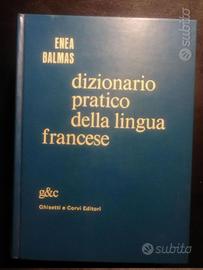 ENEA
BALMAS
dizionario
pratico
della lingua
francese
g&c
Ghisetti e Corvi Editori
subito
subito